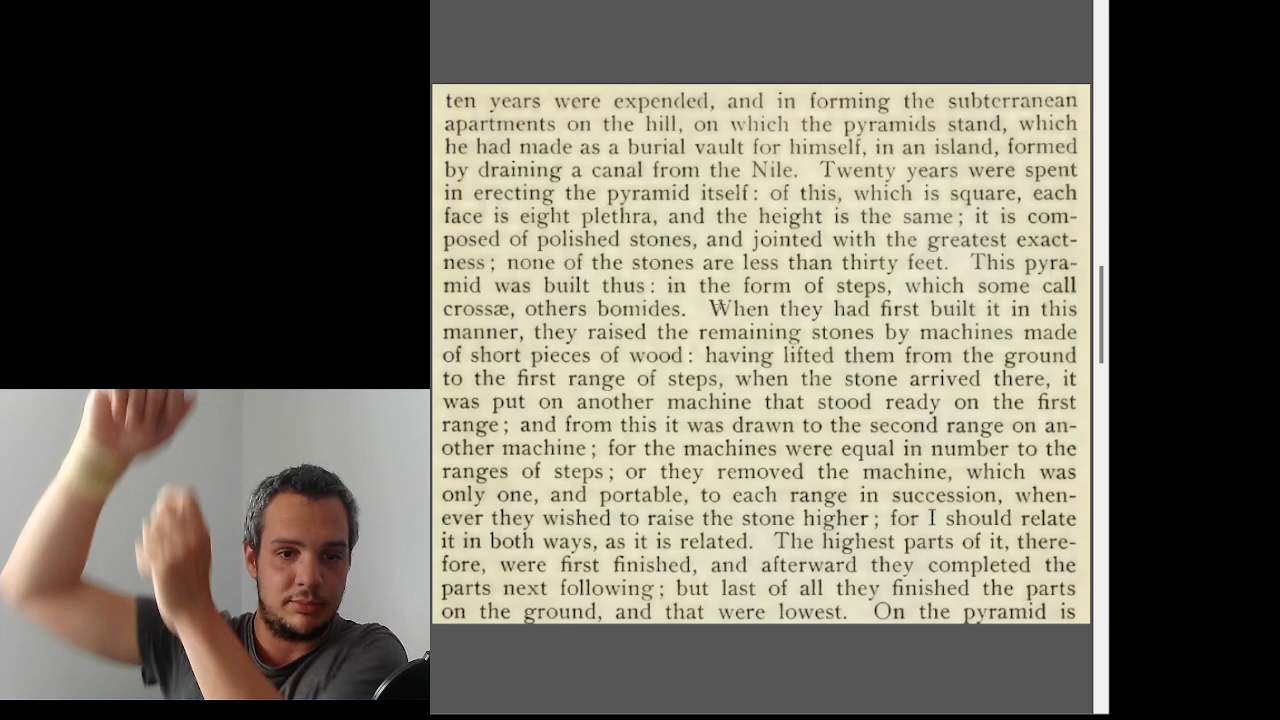 ten years were expended, and in forming the subterranean
apartments on the hill, on which the pyramids stand, which
he had made as a burial vault for himself, in an island, formed
by draining a canal from the Nile. Twenty years were spent
in erecting the pyramid itself: of this, which is square, each
face is eight plethra, and the height is the same; it is com-
posed of polished stones, and jointed with the greatest exact-
ness; none of the stones are less than thirty feet. This pyra-
mid was built thus: in the form of steps, which some call
crossæ, others bomides. When they had first built it in this
manner, they raised the remaining stones by machines made
of short pieces of wood: having lifted them from the ground
to the first range of steps, when the stone arrived there, it
was put on another machine that stood ready on the first
range; and from this it was drawn to the second range on an-
other machine; for the machines were equal in number to the
ranges of steps; or they removed the machine, which was
only one, and portable, to each range in succession, when-
ever they wished to raise the stone higher; for I should relate
it in both ways, as it is related. The highest parts of it, there-
fore, were first finished, and afterward they completed the
parts next following; but last of all they finished the parts
on the ground, and that were lowest. On the pyramid is